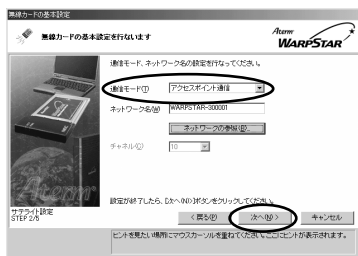 無線カードの基本設定
無線カードの基本設定を行ないます
Aterm
WARPSTAR
通信モード、ネットワーク名の設定を行なってください。
通信モード(T)
アクセスポイント通信
ネットワーク名(W)
WARPSTAR-300001
ネットワークの参照(B)...
チャネル(C)
10
Aterm
設定が終了したら、[次へ(N)]ボタンをクリックしてください。
サテライト設定
STEP 2/5
< 戻る(B)
次へ(N) >
キャンセル
ヒントを見たい場所にマウスカーソルを重ねてください。ここにヒントが表示されます。